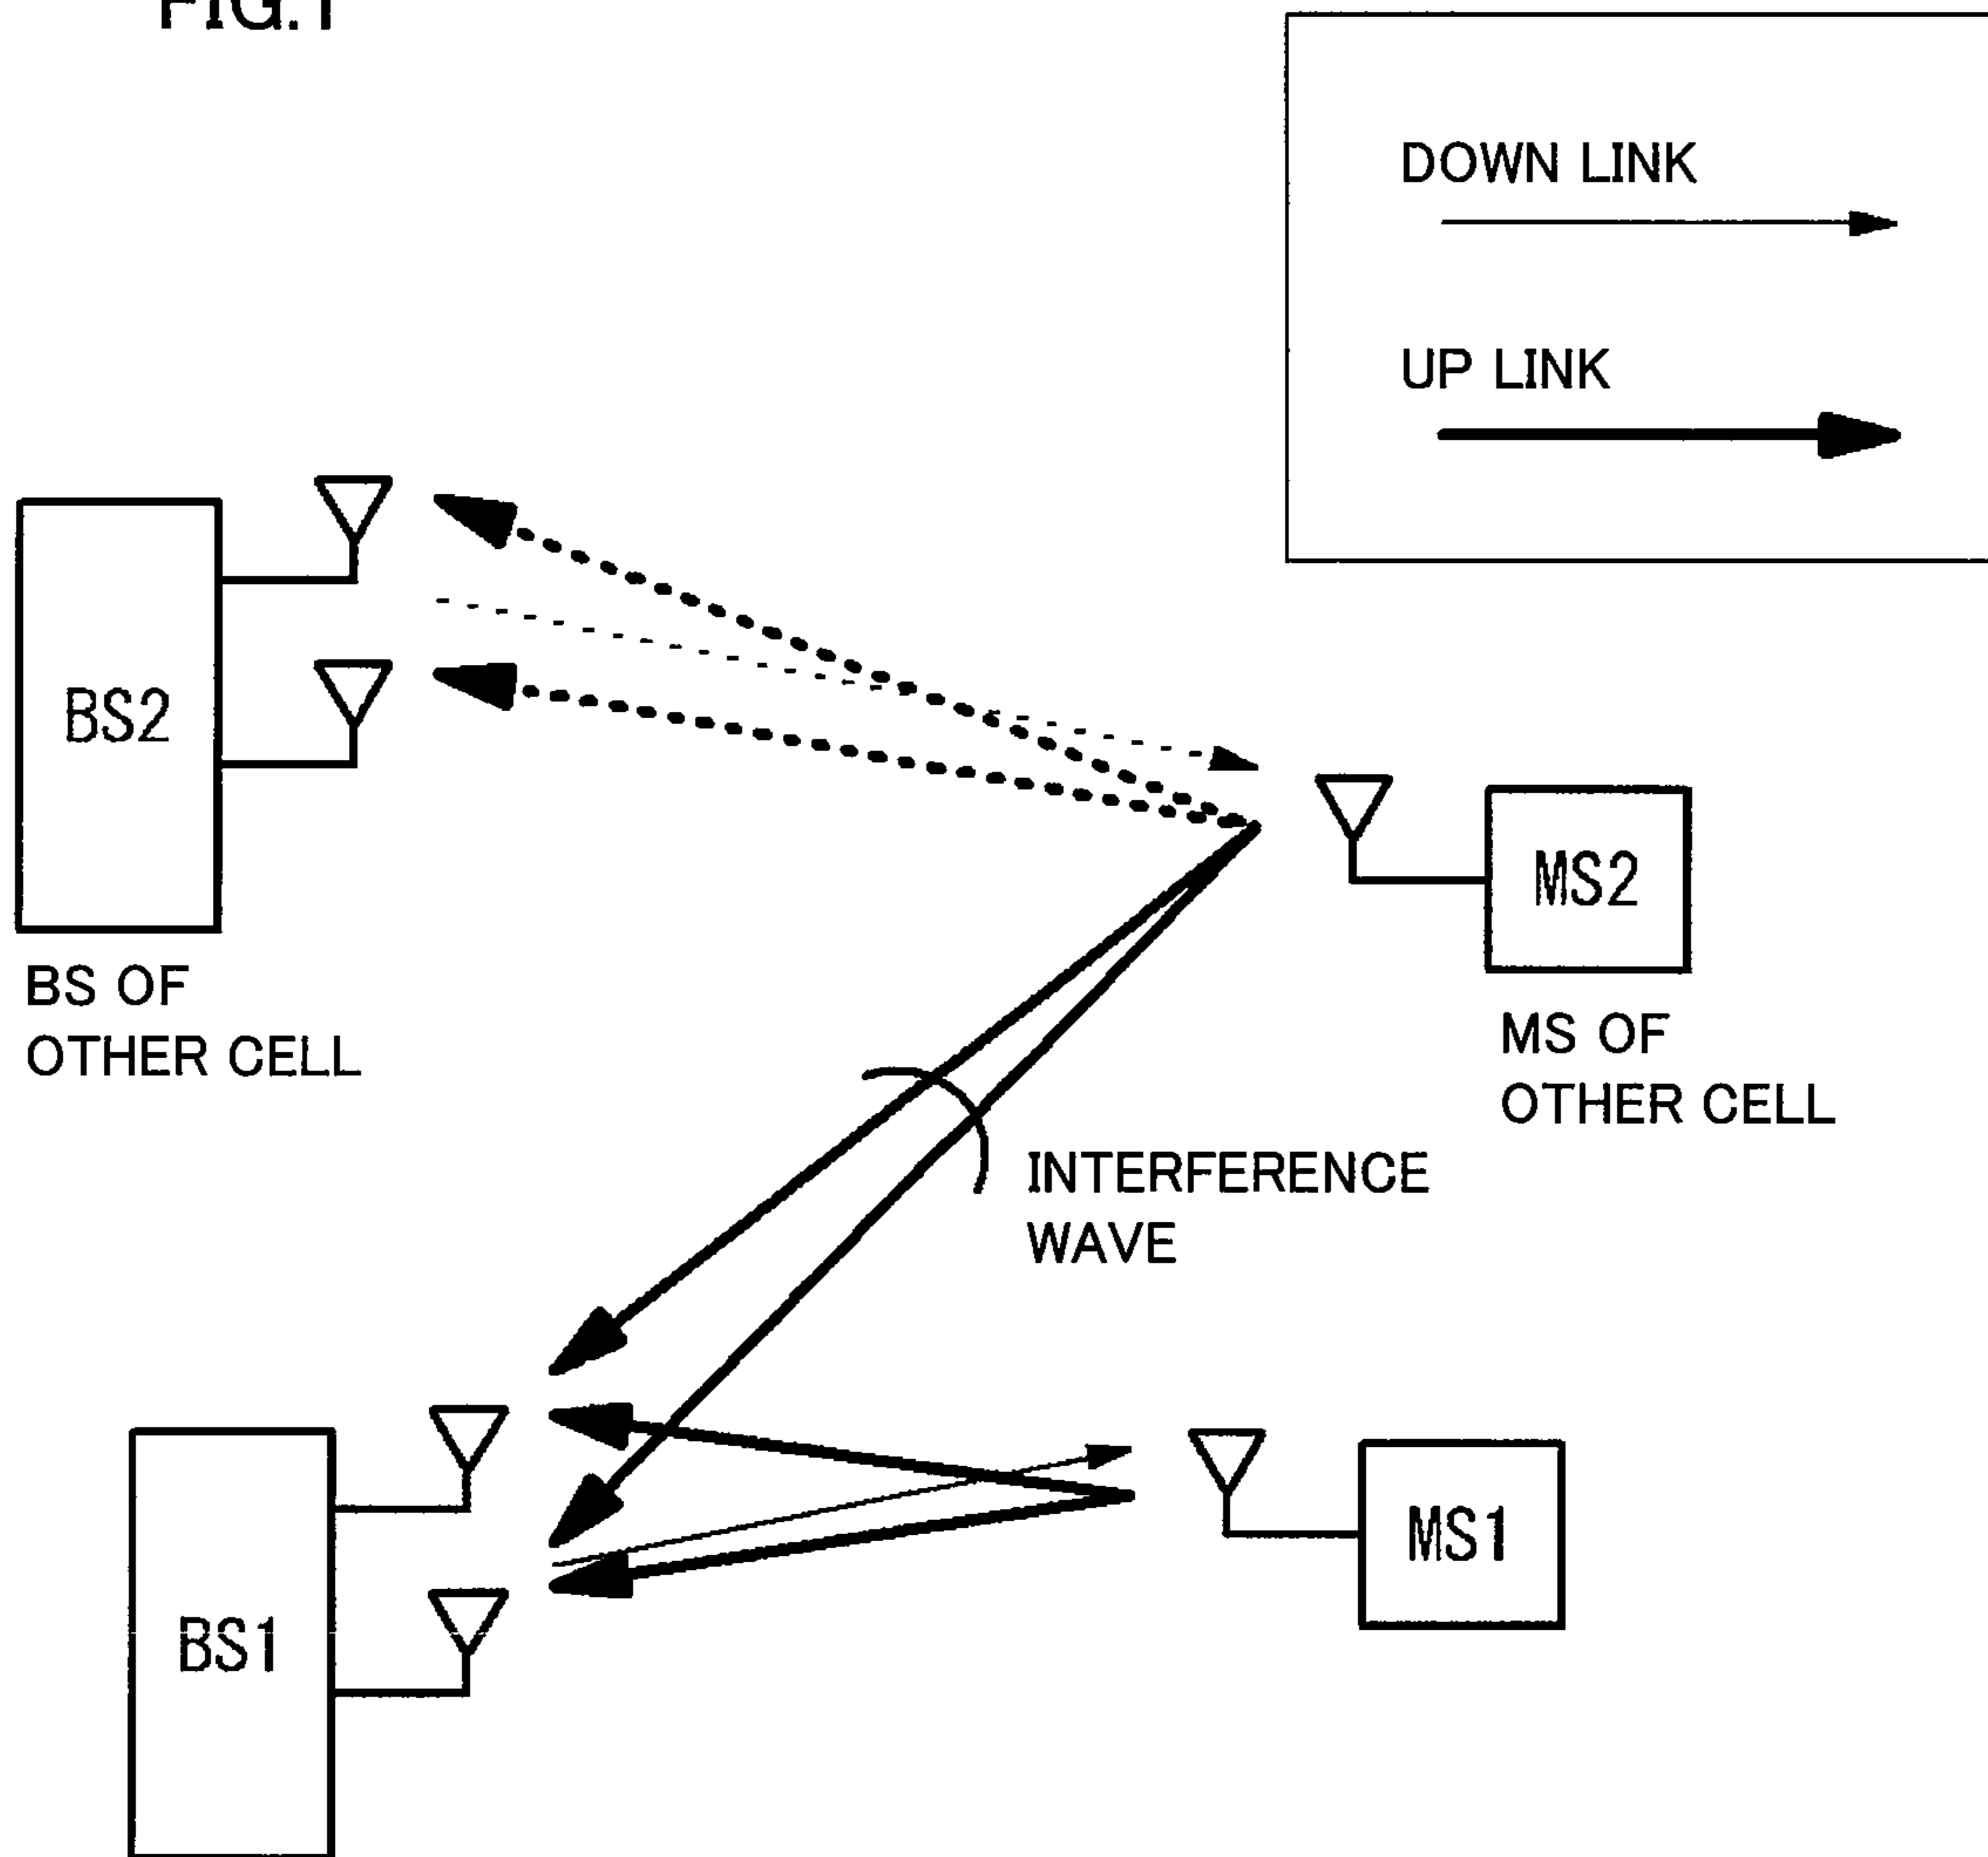 FIG.1
DOWN LINK
UP LINK
BS2
MS2
BS OF
OTHER CELL
MS OF
OTHER CELL
INTERFERENCE
WAVE
MS1
BS1